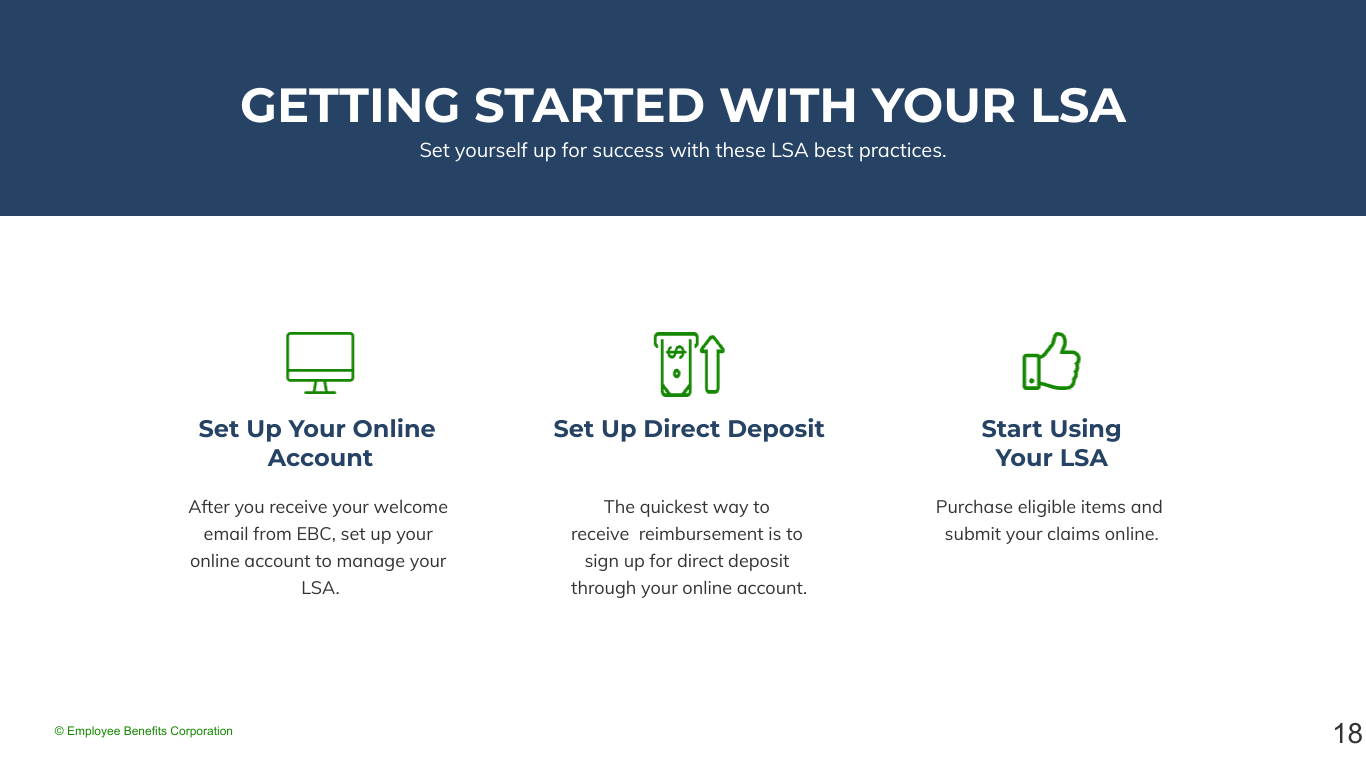 GETTING STARTED WITH YOUR LSA
Set yourself up for success with these LSA best practices.
$
Set Up Your Online
Account
After you receive your welcome
email from EBC, set up your
online account to manage your
LSA.
Set Up Direct Deposit
The quickest way to
receive  reimbursement is to
sign up for direct deposit
through your online account.
Start Using
Your LSA
Purchase eligible items and
submit your claims online.
© Employee Benefits Corporation
18